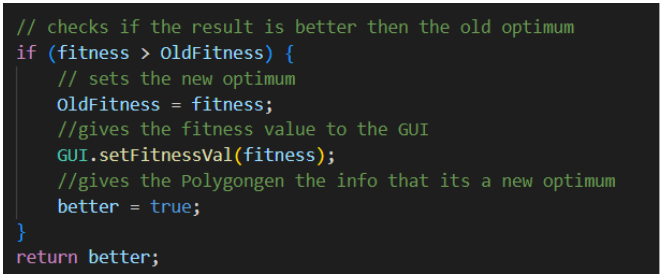 // checks if the result is better then the old optimum
if (fitness > OldFitness) {
// sets the new optimum
OldFitness = fitness;
//gives the fitness value to the GUI
GUI.setFitnessVal(fitness);
//gives the Polygongen the info that its a new optimum
better = true;
}
return better;